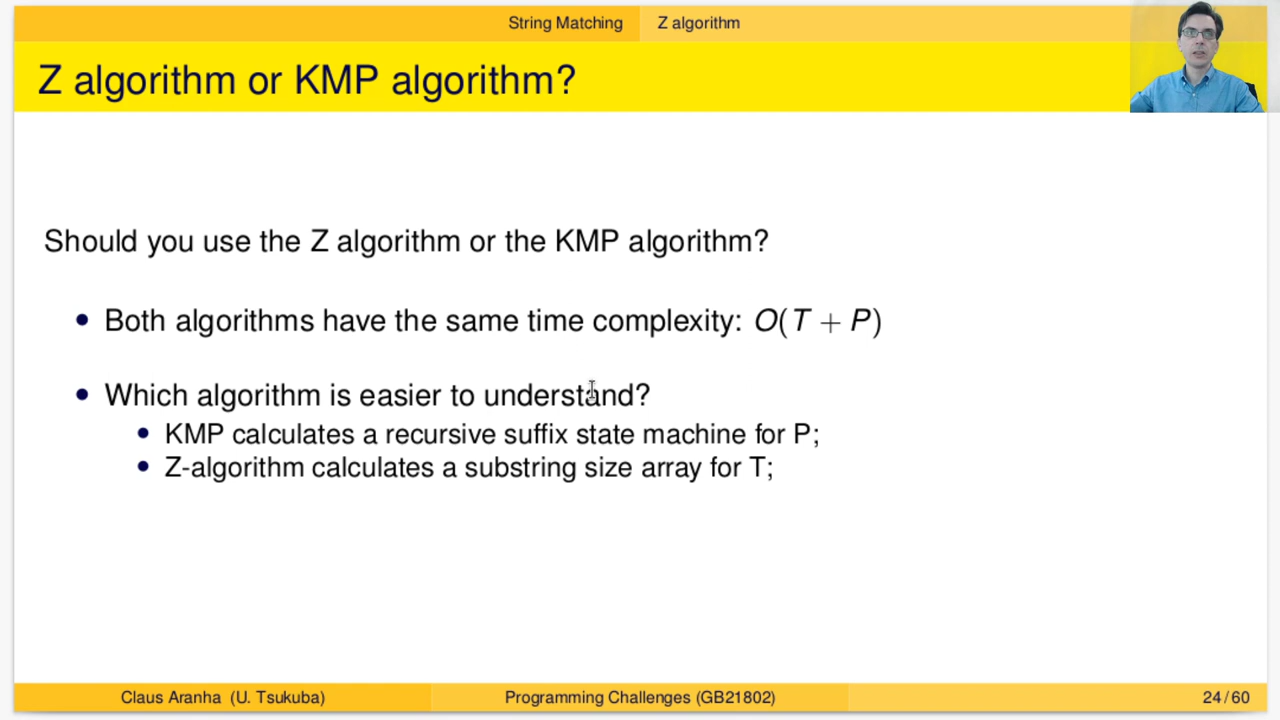 String Matching Z algorithm
Z algorithm or KMP algorithm?
Should you use the Z algorithm or the KMP algorithm?
• Both algorithms have the same time complexity: O(T + P)
• Which algorithm is easier to understand?
• KMP calculates a recursive suffix state machine for P;
• Z-algorithm calculates a substring size array for T;
Claus Aranha (U. Tsukuba) Programming Challenges (GB21802) 24 / 60